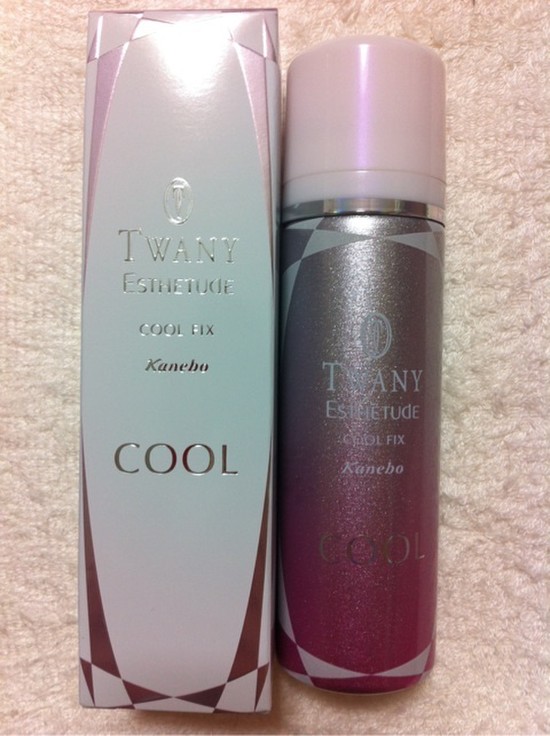 T
TWANY
ESTHETUDE
COOL FIX
Kanebo
COOL
T
TWANY
ESTHETUDE
COOL FIX
Kanebo
COOL